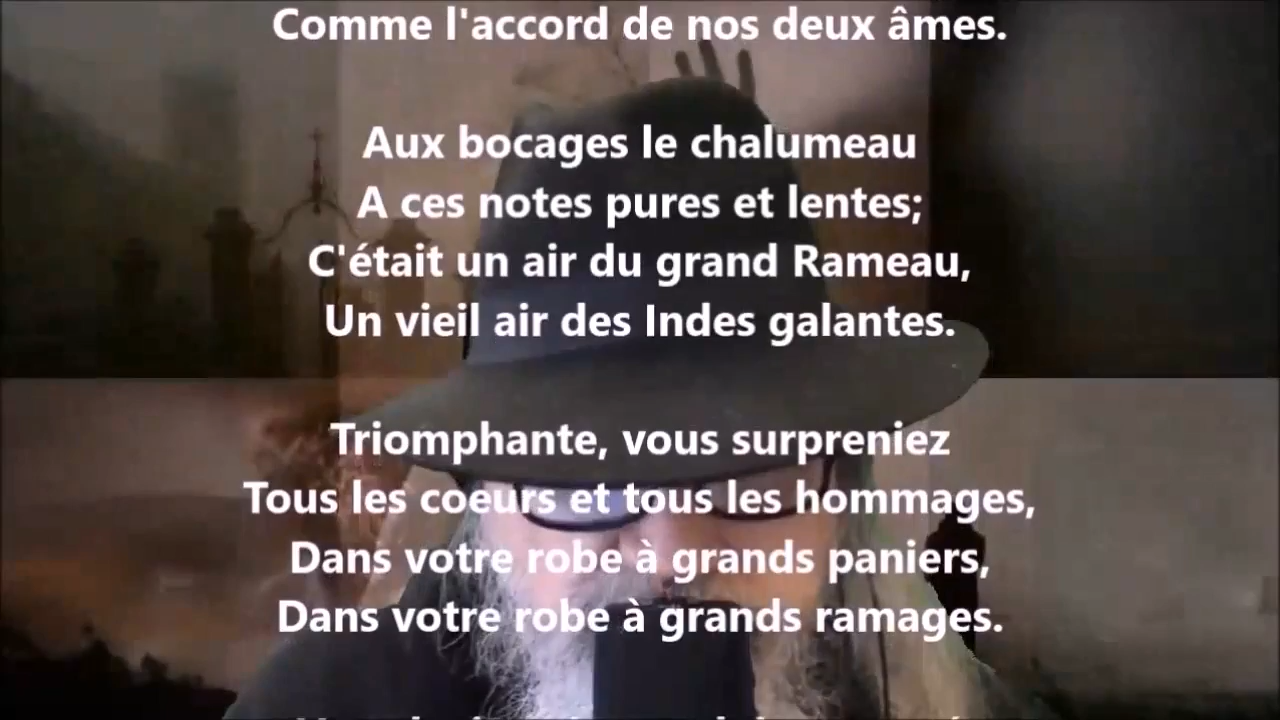 Comme l'accord de nos deux âmes.
Aux bocages le chalumeau
A ces notes pures et lentes;
C'était un air du grand Rameau,
Un vieil air des Indes galantes.
Triomphante, vous surpreniez
Tous les coeurs et tous les hommages,
Dans votre robe à grands paniers,
Dans votre robe à grands ramages.